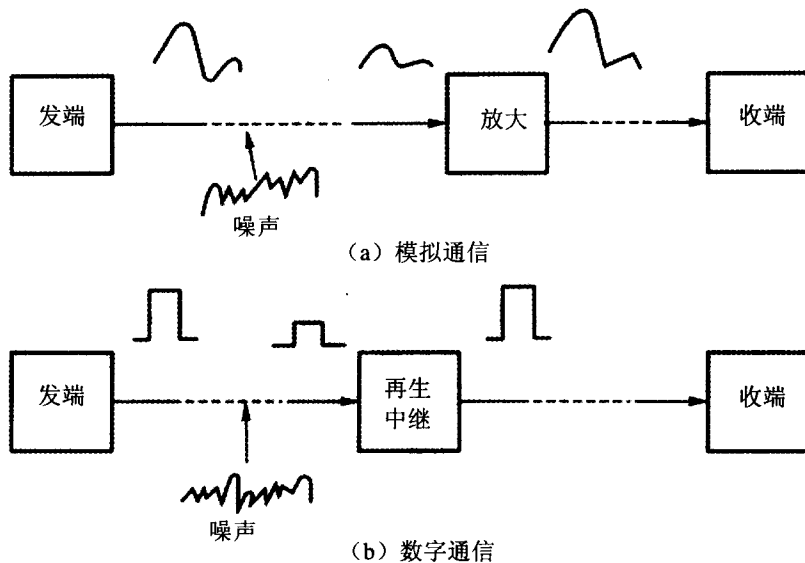 发端
放大
收端
噪声
（a）模拟通信
发端
再生
中继
收端
噪声
（b）数字通信